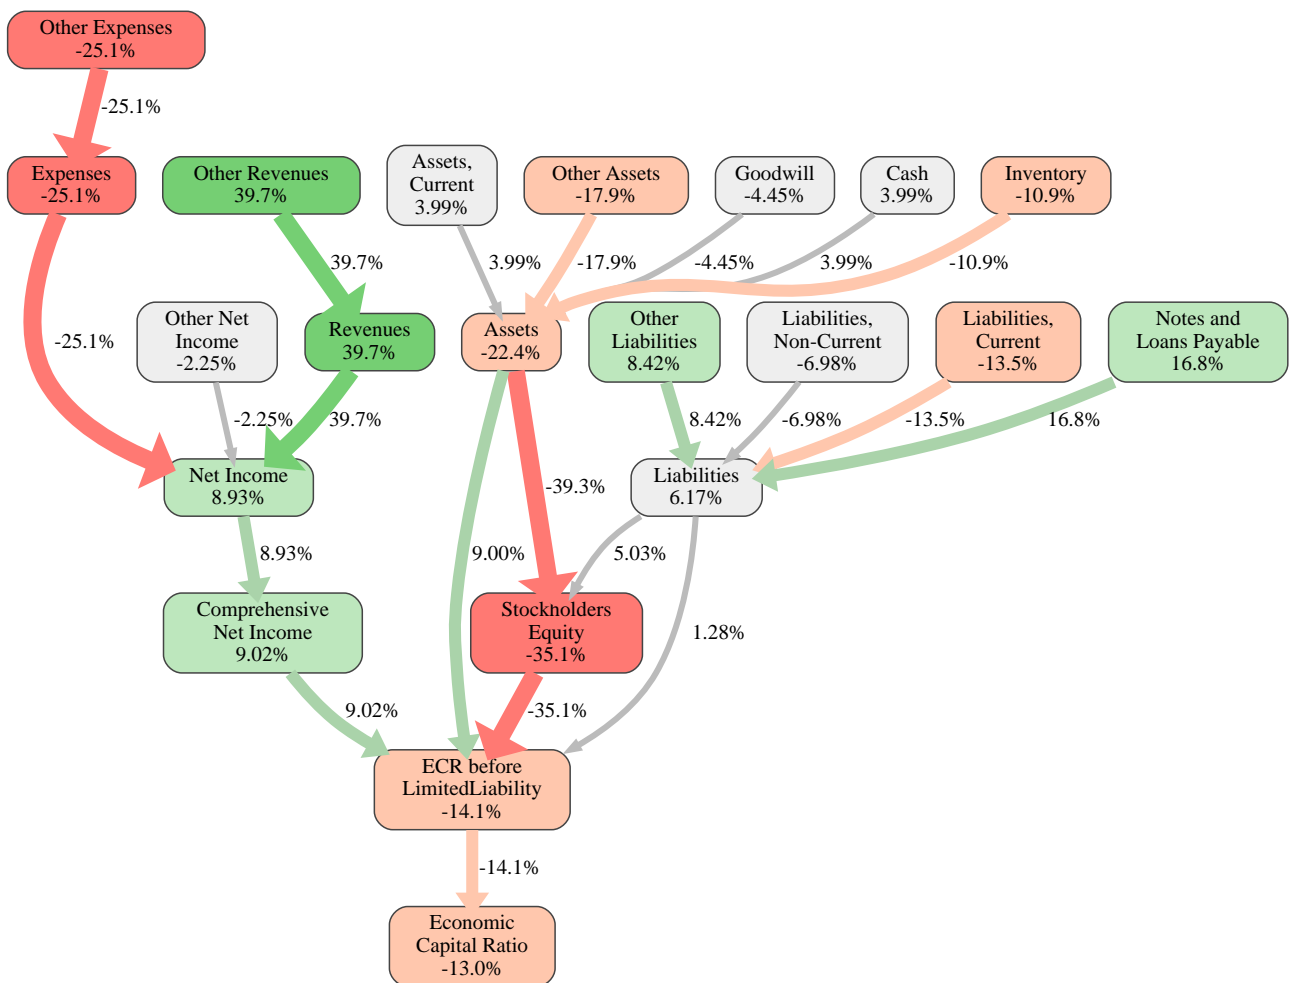 Other Expenses
-25.1%
-25.1%
Expenses
-25.1%
Other Revenues
39.7%
Assets,
Current
3.99%
Other Assets
-17.9%
Goodwill
-4.45%
Cash
3.99%
Inventory
-10.9%
39.7%
3.99%
-17.9%
-4.45%
3.99%
-10.9%
-25.1%
Other Net
Income
-2.25%
Revenues
39.7%
Assets
-22.4%
Other
Liabilities
8.42%
Liabilities,
Non-Current
-6.98%
Liabilities,
Current
-13.5%
Notes and
Loans Payable
16.8%
-2.25%
39.7%
8.42%
-6.98%
-13.5%
16.8%
Net Income
8.93%
-39.3%
Liabilities
6.17%
8.93%
9.00%
5.03%
Comprehensive
Net Income
9.02%
Stockholders
Equity
-35.1%
1.28%
9.02%
-35.1%
ECR before
LimitedLiability
-14.1%
-14.1%
Economic
Capital Ratio
-13.0%